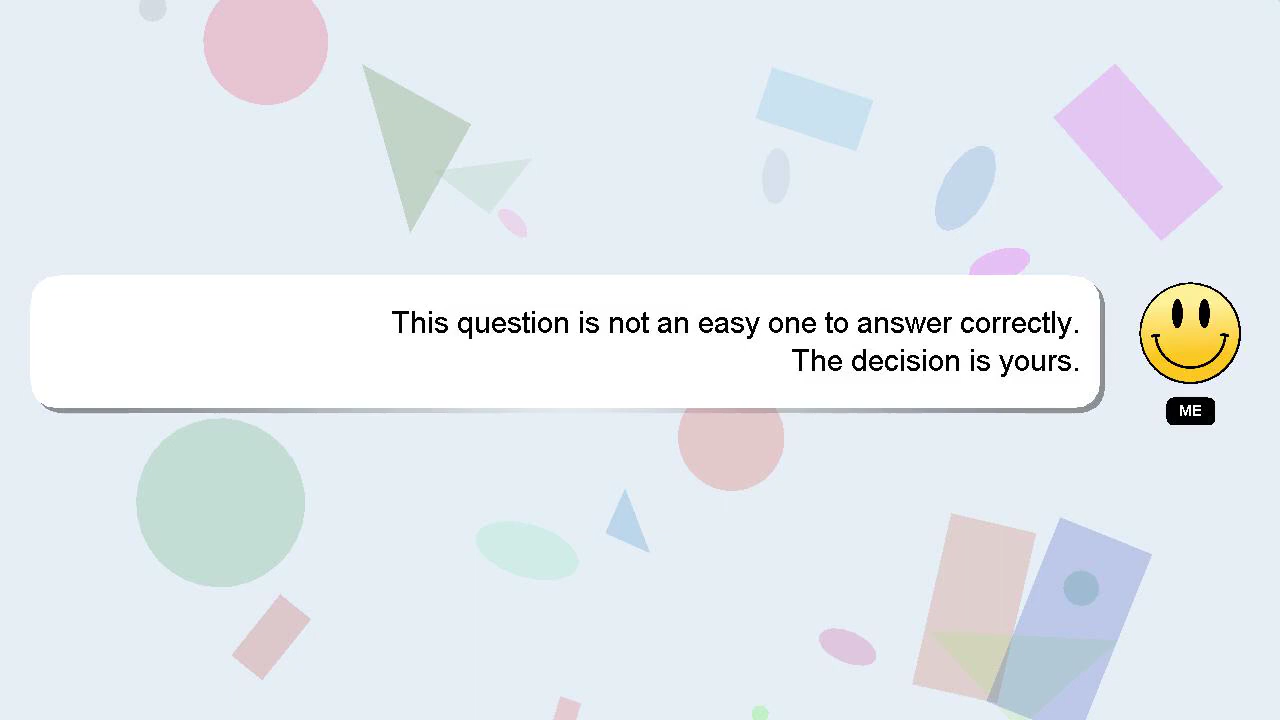 This question is not an easy one to answer correctly.
The decision is yours.
ME